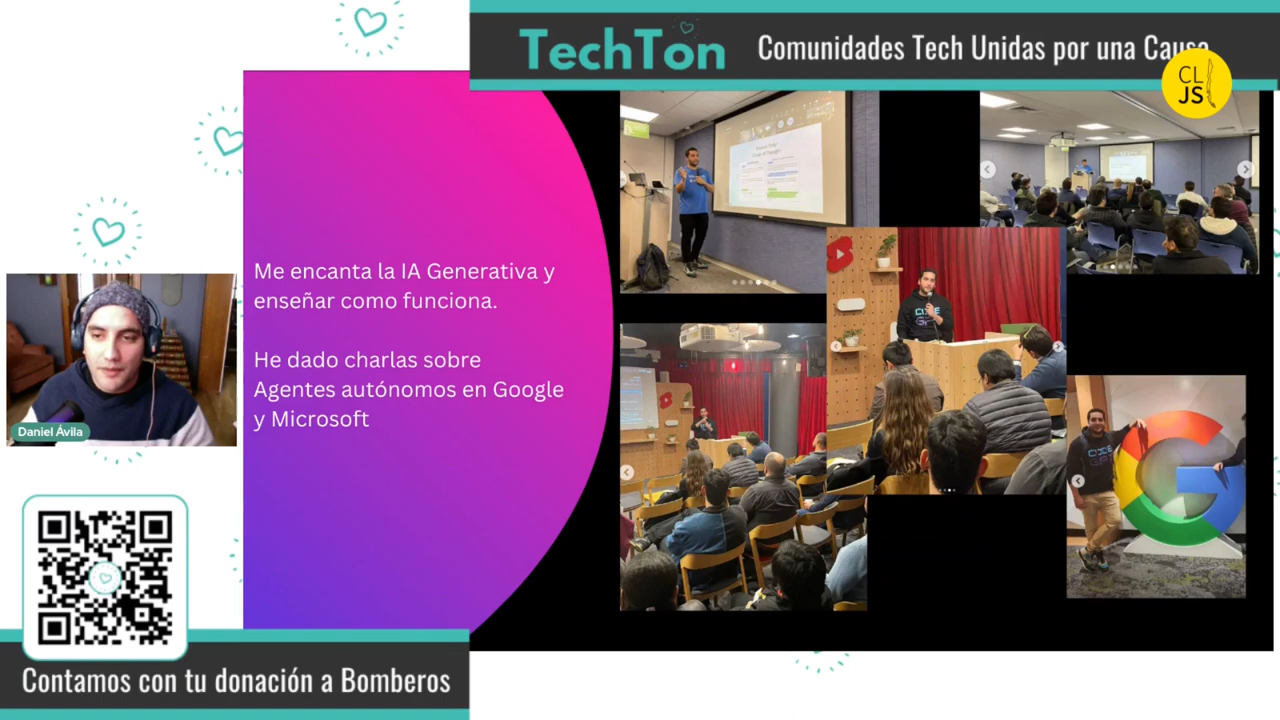 TechTon
Comunidades Tech Unidas por una Causa
CL
JS
Me encanta la IA Generativa y
enseñar como funciona.
He dado charlas sobre
Agentes autónomos en Google
y Microsoft
Daniel Ávila
CODE
Contamos con tu donación a Bomberos